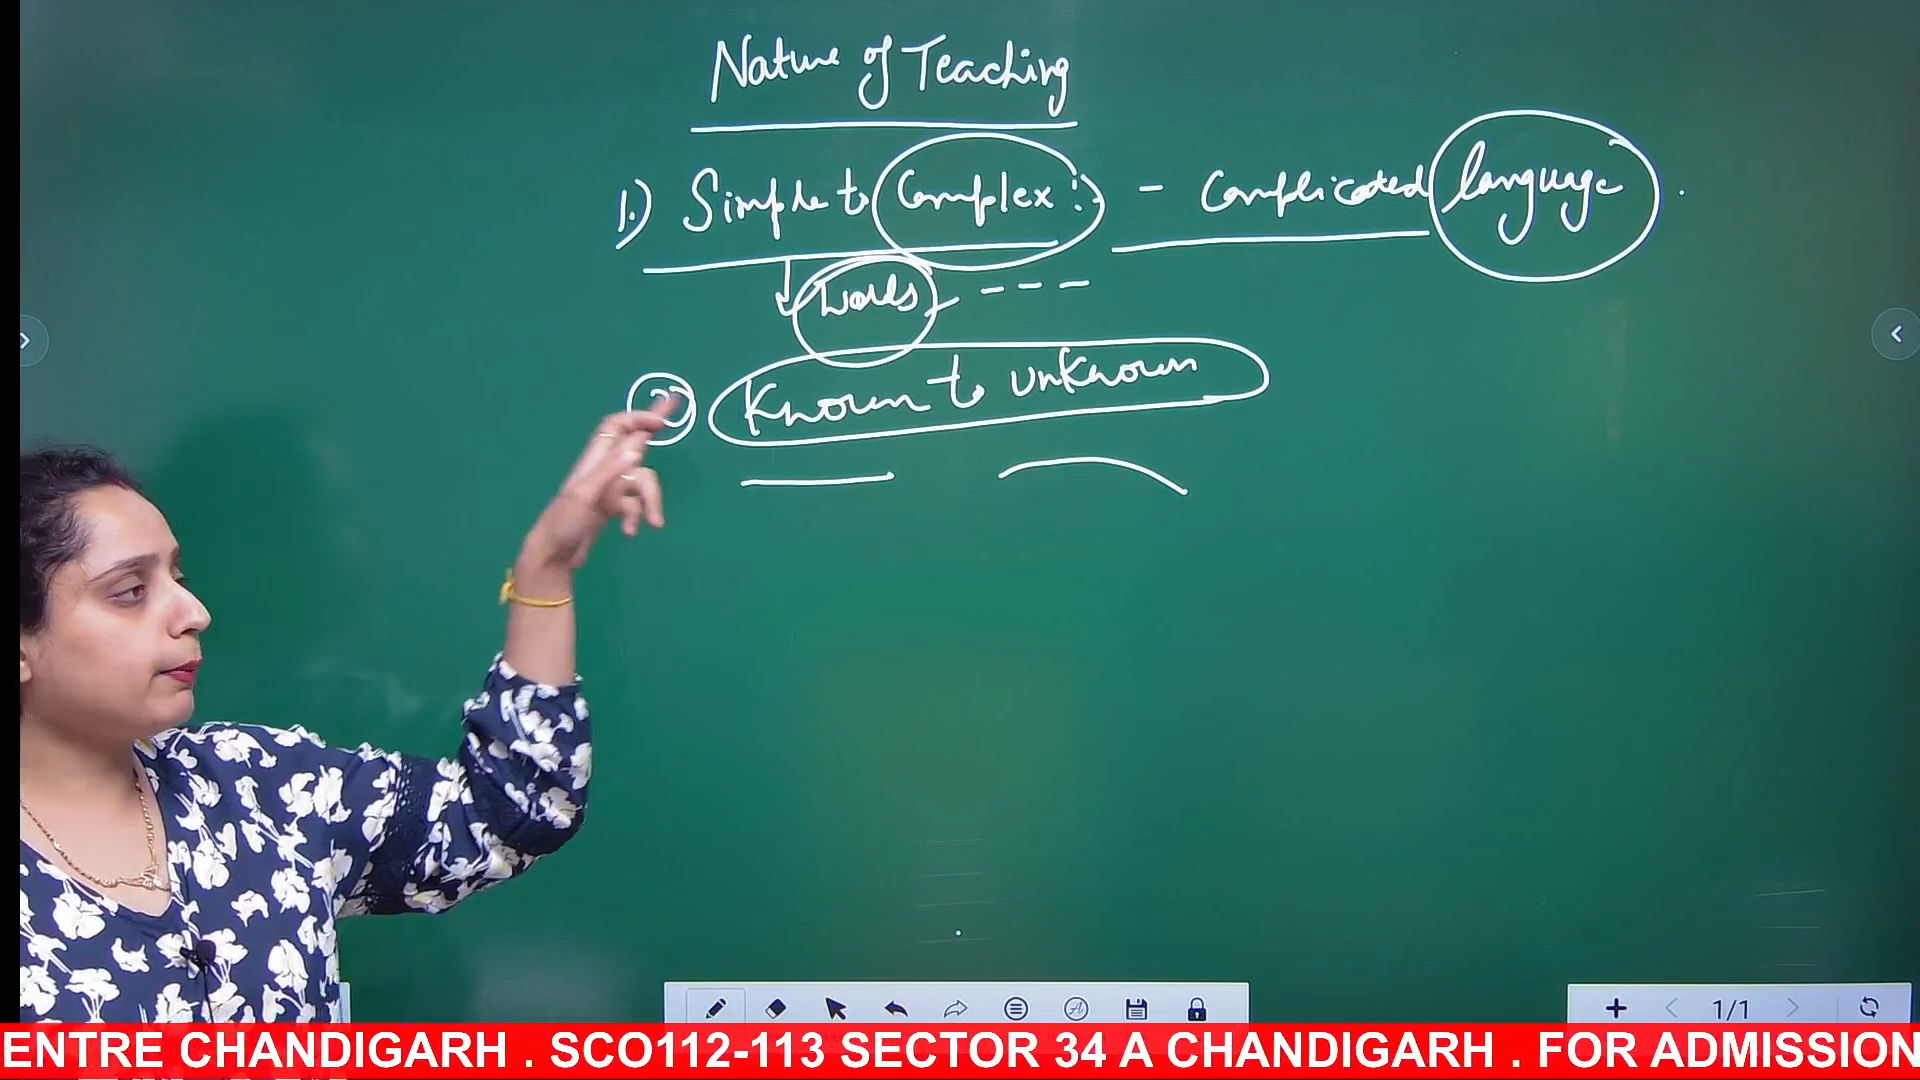 Nature of Teaching
1.) Simple to Complex :- - Complicated language .
words - - - -
2 Known to unknown
1/1
ENTRE CHANDIGARH . SCO112-113 SECTOR 34 A CHANDIGARH . FOR ADMISSION